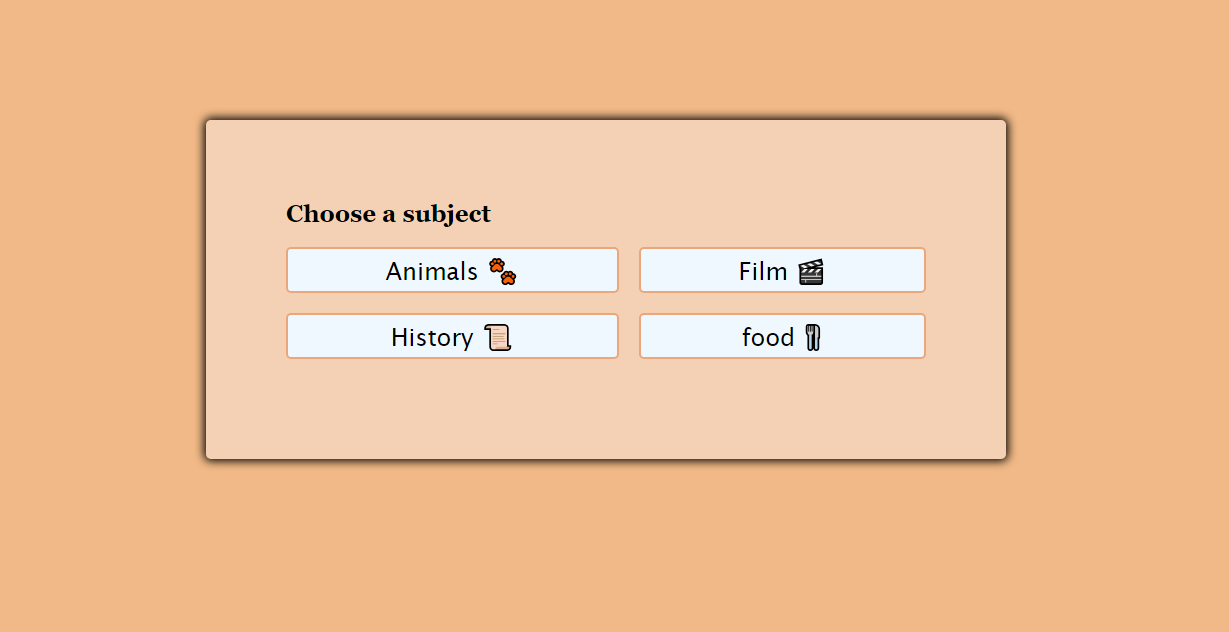 Choose a subject
Animals 🐾
Film 🎬
History 📜
food 🍴